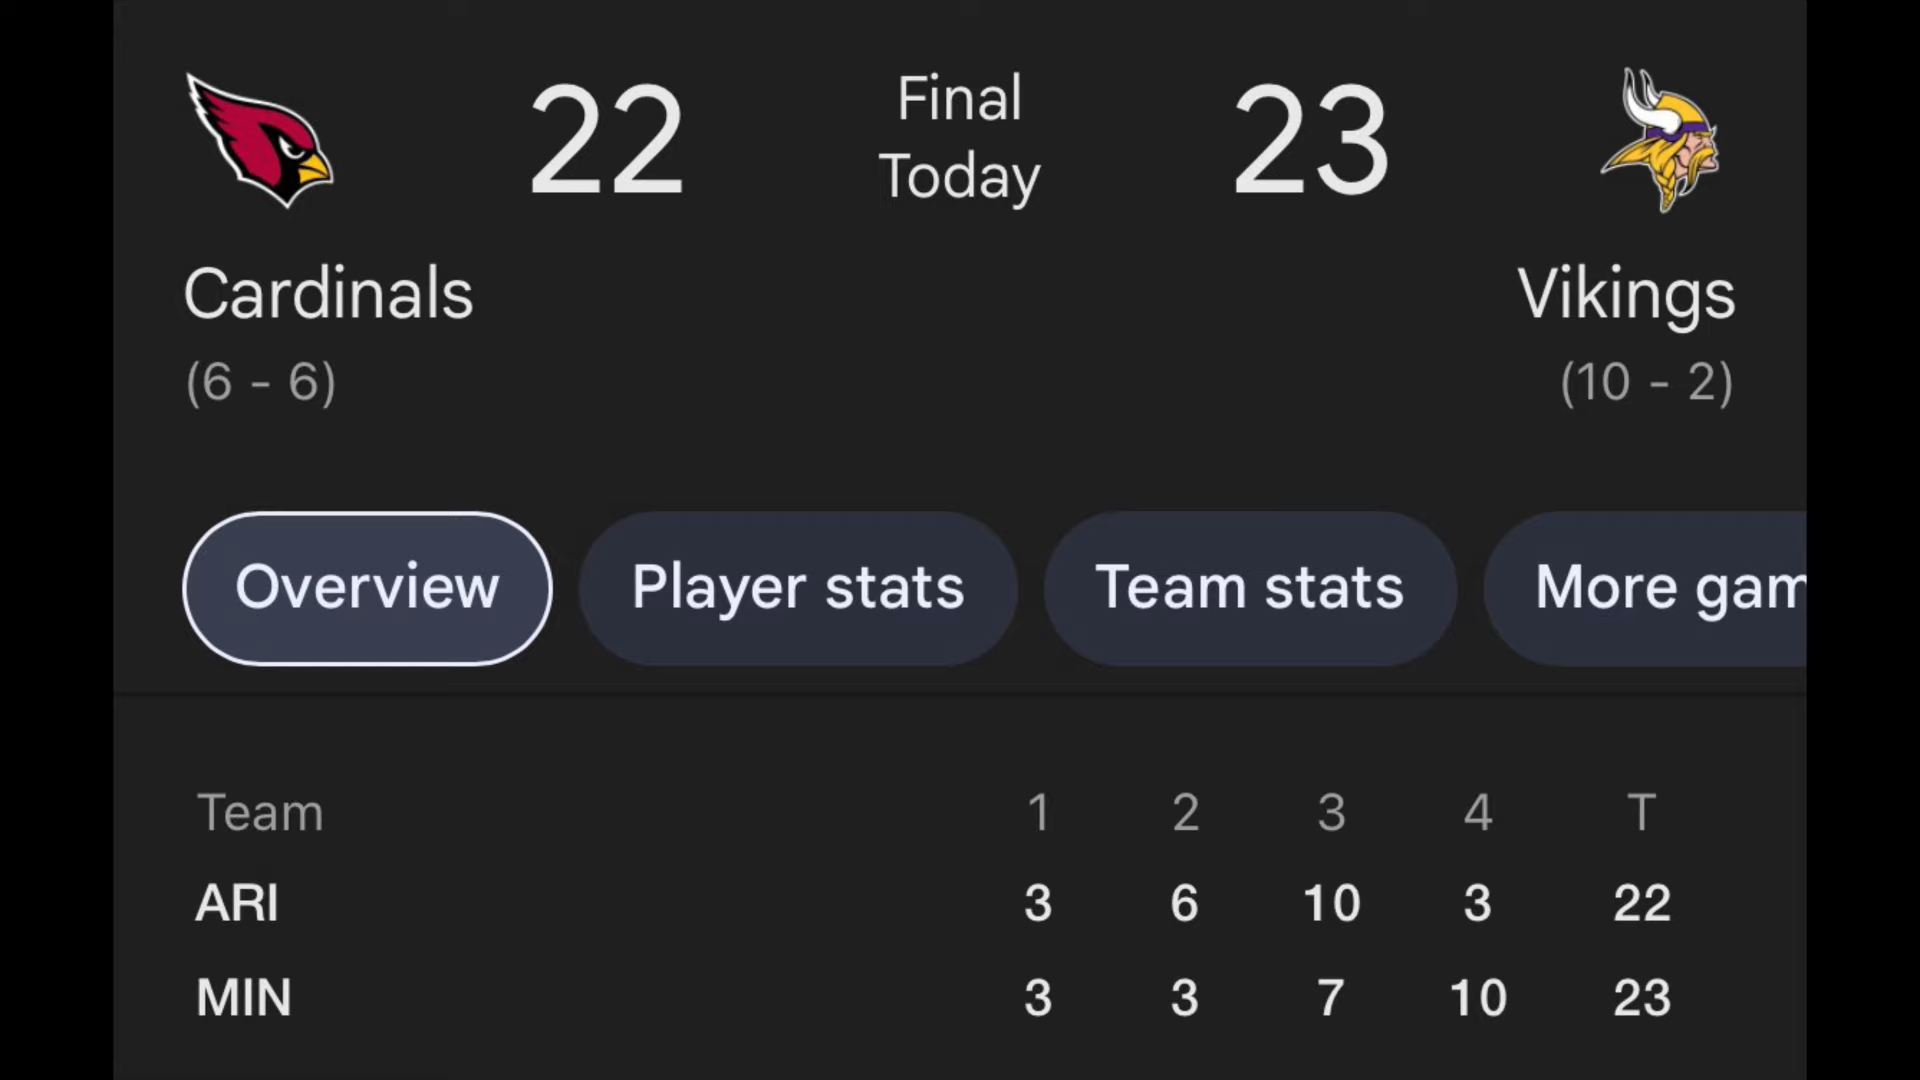 22 Final 23
Today
Cardinals Vikings
(6 - 6) (10 - 2)
Overview Player stats Team stats More gam
Team 1 2 3 4 T
ARI 3 6 10 3 22
MIN 3 3 7 10 23